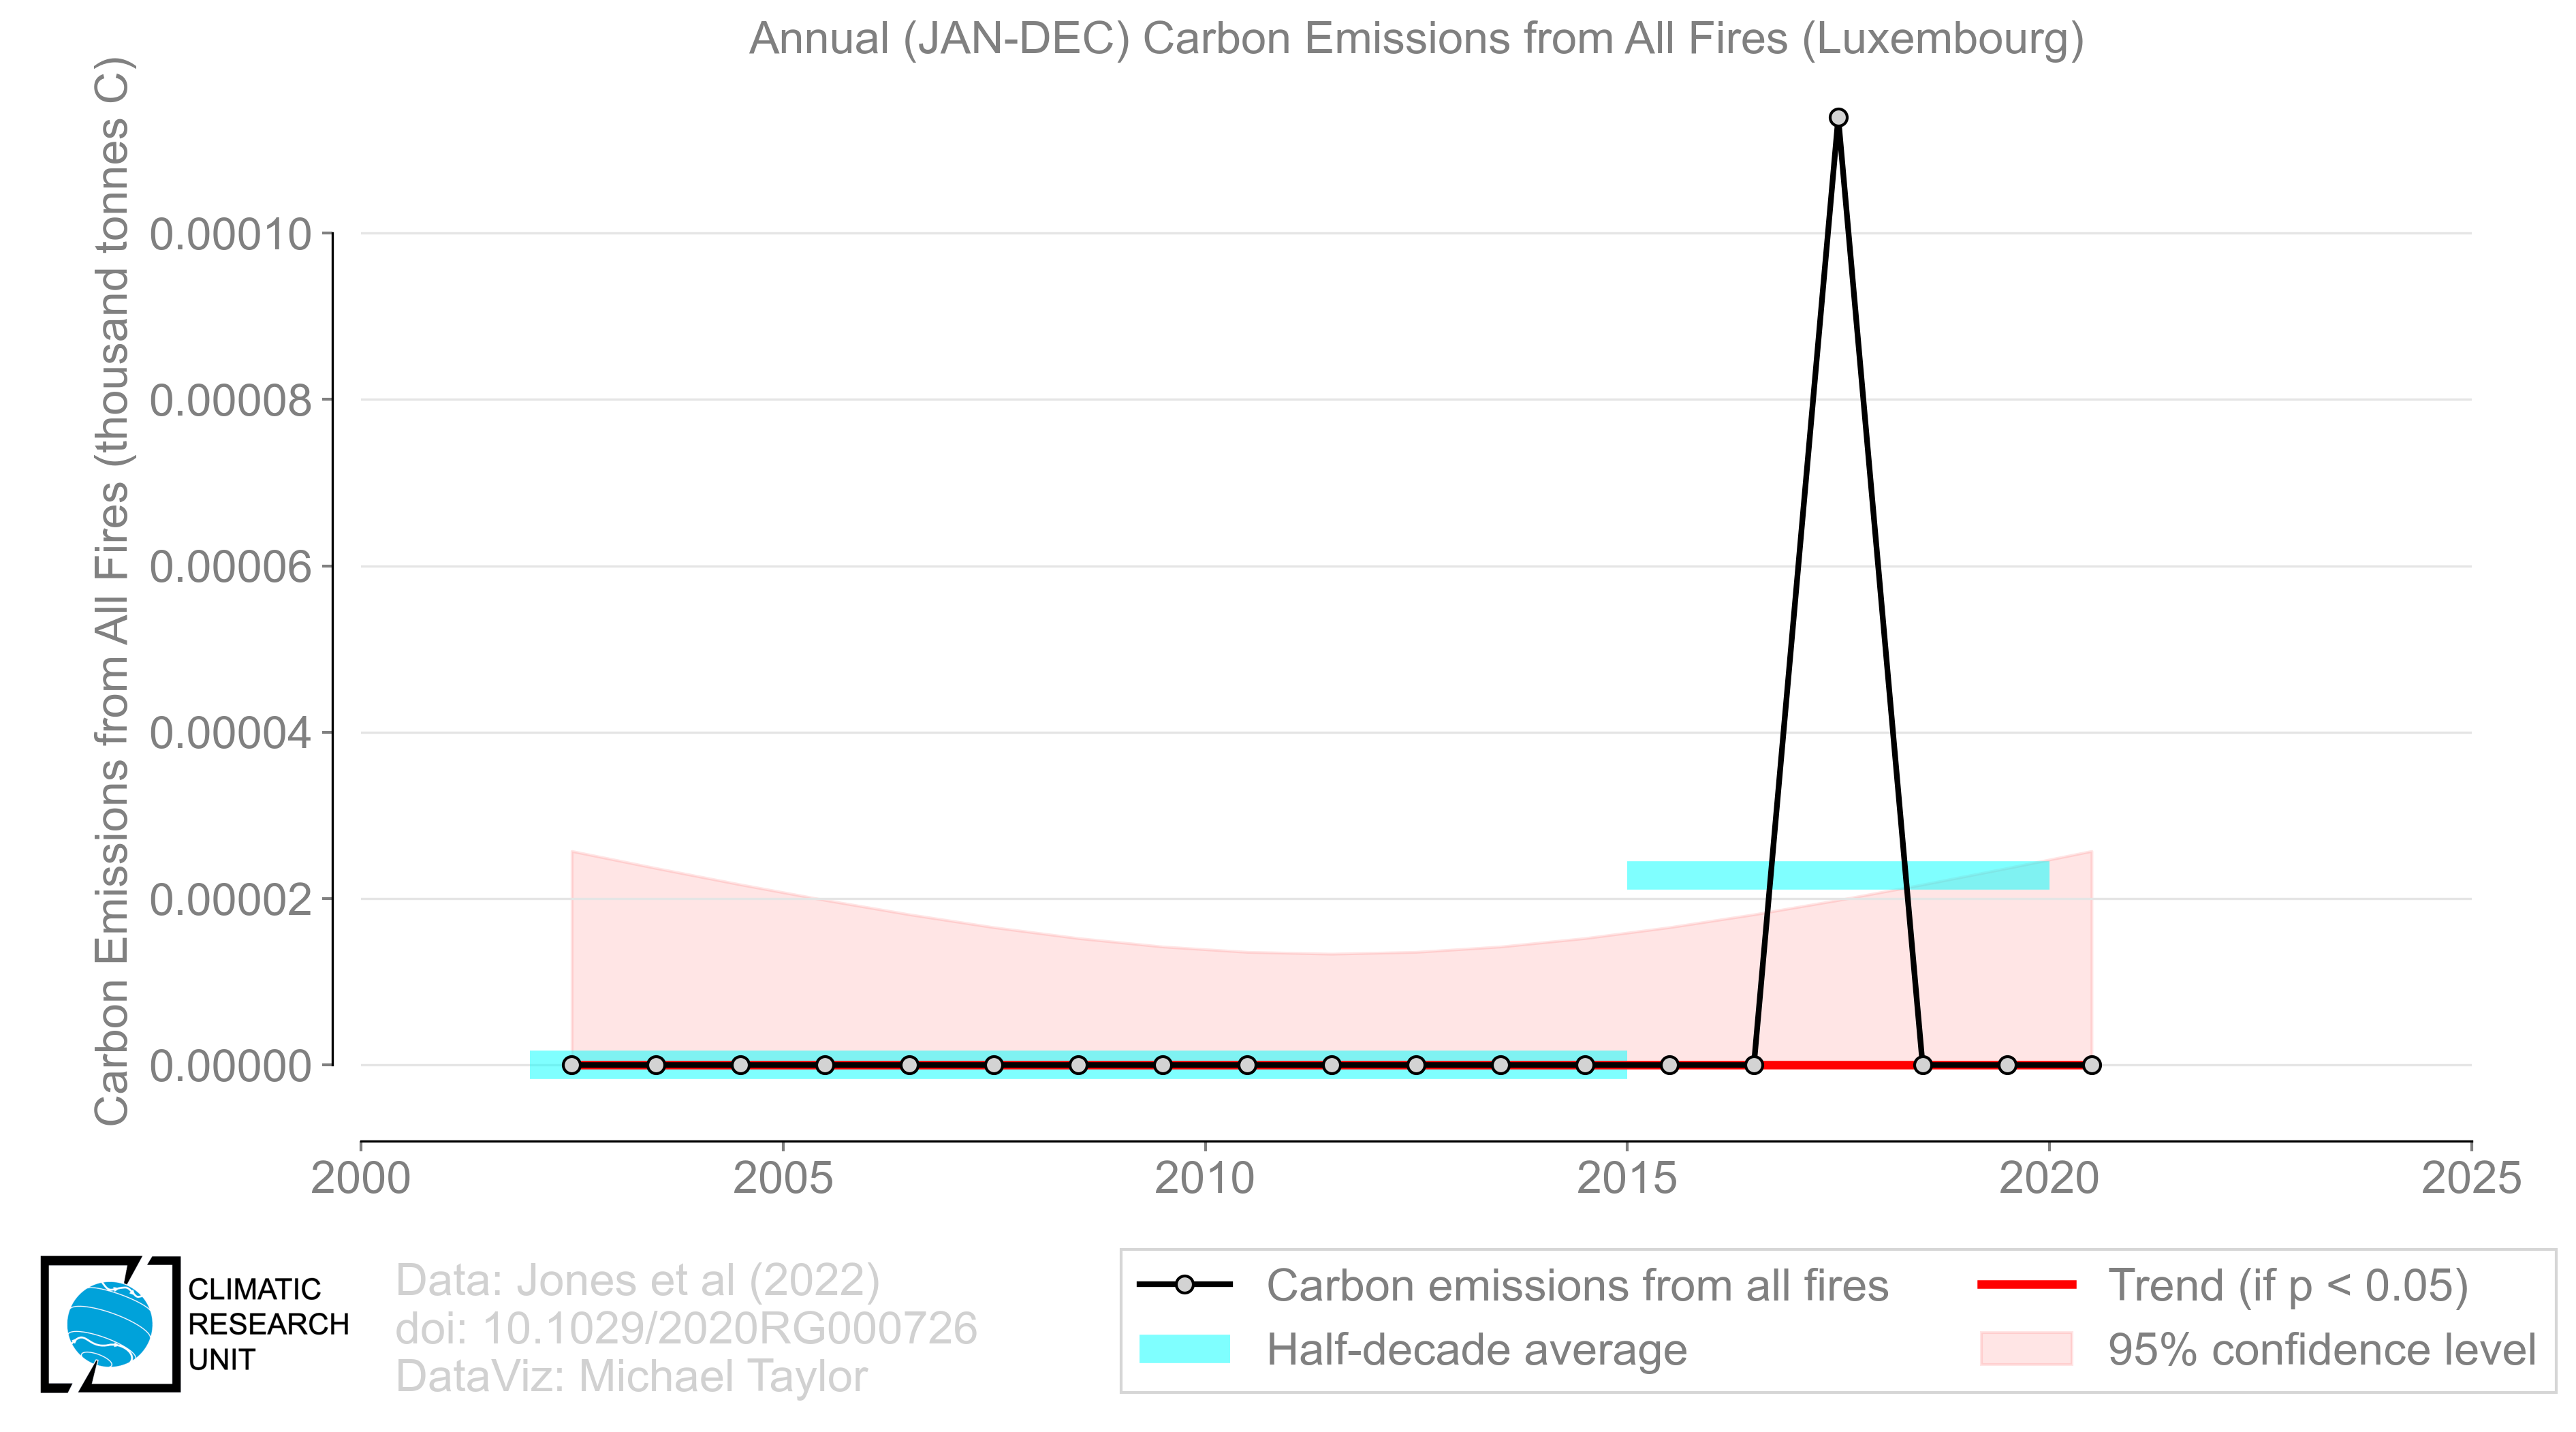 Annual (JAN-DEC) Carbon Emissions from All Fires (Luxembourg)
Carbon Emissions from All Fires (thousand tonnes C)
0.00010
0.00008
0.00006
0.00004
0.00002
0.00000
2000 2005 2010 2015 2020 2025
CLIMATIC
RESEARCH
UNIT
Data: Jones et al (2022)
doi: 10.1029/2020RG000726
DataViz: Michael Taylor
Carbon emissions from all fires
Half-decade average
Trend (if p < 0.05)
95% confidence level